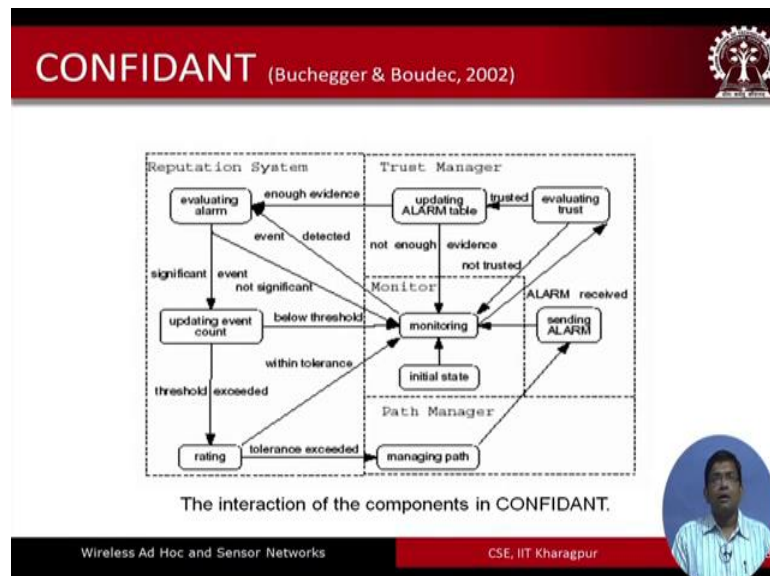 CONFIDANT (Buchegger & Boudec, 2002)
Reputation System
Trust Manager
evaluating
alarm
enough evidence
updating
ALARM table
trusted
evaluating
trust
event detected
not enough evidence
not trusted
significant event
not significant
Monitor
ALARM received
updating event
count
below threshold
monitoring
sending
ALARM
within tolerance
initial state
threshold exceeded
Path Manager
rating
tolerance exceeded
managing path
The interaction of the components in CONFIDANT.
Wireless Ad Hoc and Sensor Networks
CSE, IIT Kharagpur